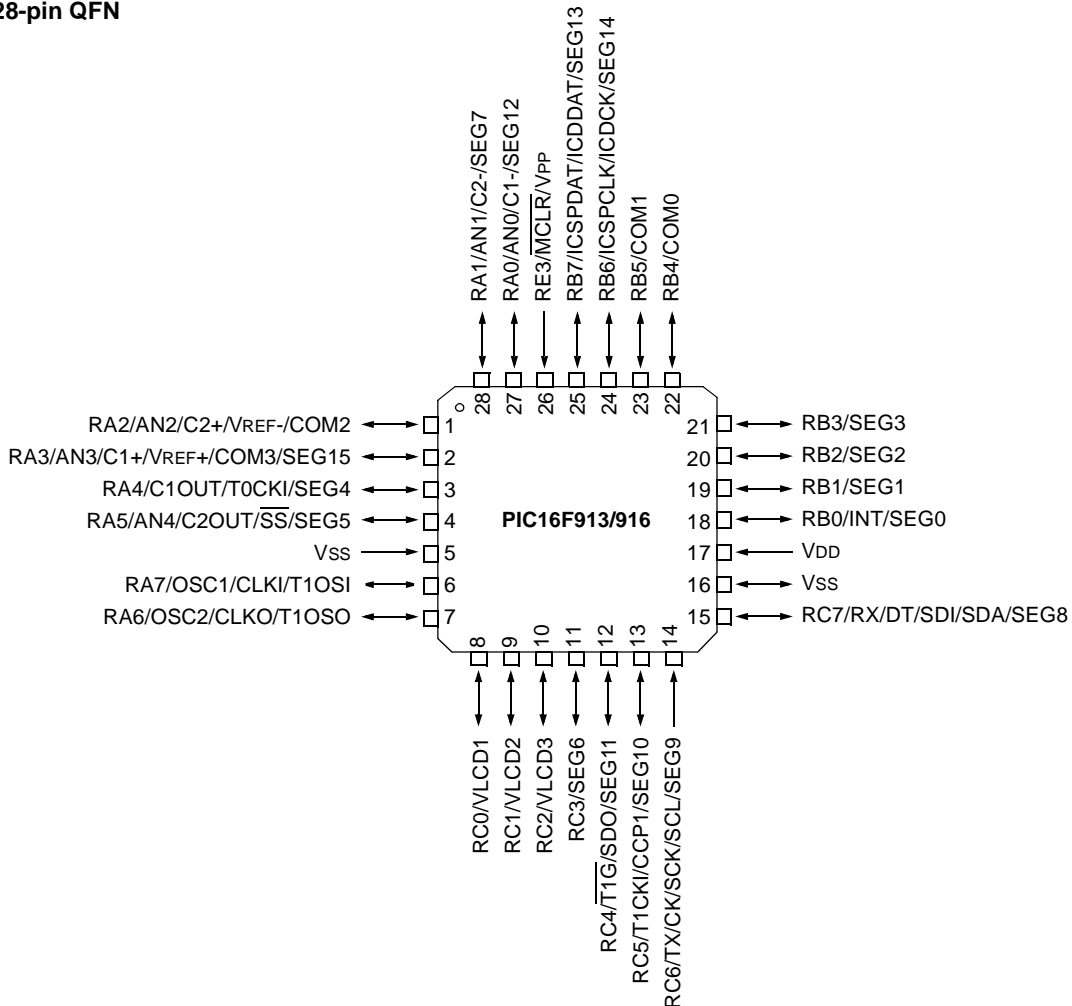 28-pin QFN
RA1/AN1/C2-/SEG7
RA0/AN0/C1-/SEG12
RE3/MCLR/VPP
RB7/ICSPDAT/ICDDAT/SEG13
RB6/ICSPCLK/ICDCK/SEG14
RB5/COM1
RB4/COM0
28
27
26
25
24
23
22
RA2/AN2/C2+/VREF-/COM2
1
RA3/AN3/C1+/VREF+/COM3/SEG15
2
RA4/C1OUT/T0CKI/SEG4
3
RA5/AN4/C2OUT/SS/SEG5
4
VSS
5
RA7/OSC1/CLKI/T1OSI
6
RA6/OSC2/CLKO/T1OSO
7
PIC16F913/916
21
RB3/SEG3
20
RB2/SEG2
19
RB1/SEG1
18
RB0/INT/SEG0
17
VDD
16
VSS
15
RC7/RX/DT/SDI/SDA/SEG8
8
9
10
11
12
13
14
RC0/VLCD1
RC1/VLCD2
RC2/VLCD3
RC3/SEG6
RC4/T1G/SDO/SEG11
RC5/T1CKI/CCP1/SEG10
RC6/TX/CK/SCK/SCL/SEG9